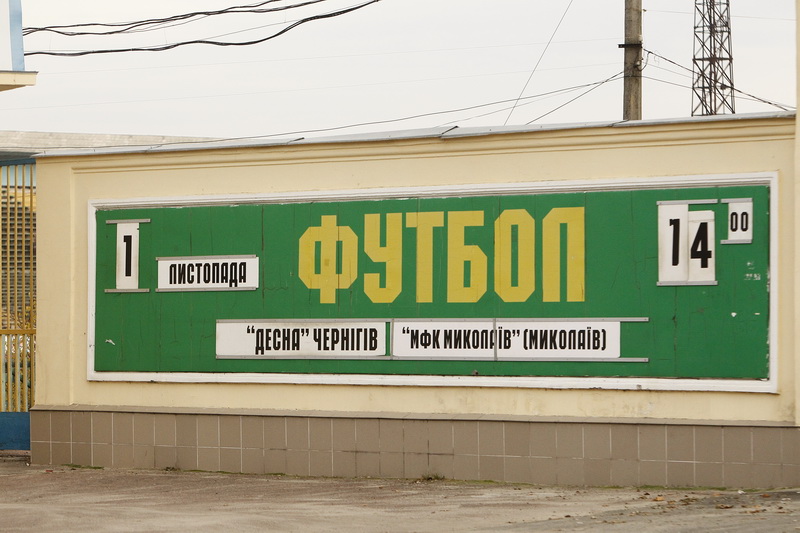 1 ЛИСТОПАДА
ФУТБОЛ
14 00
"ДЕСНА" ЧЕРНІГІВ "МФК МИКОЛАЇВ" (МИКОЛАЇВ)